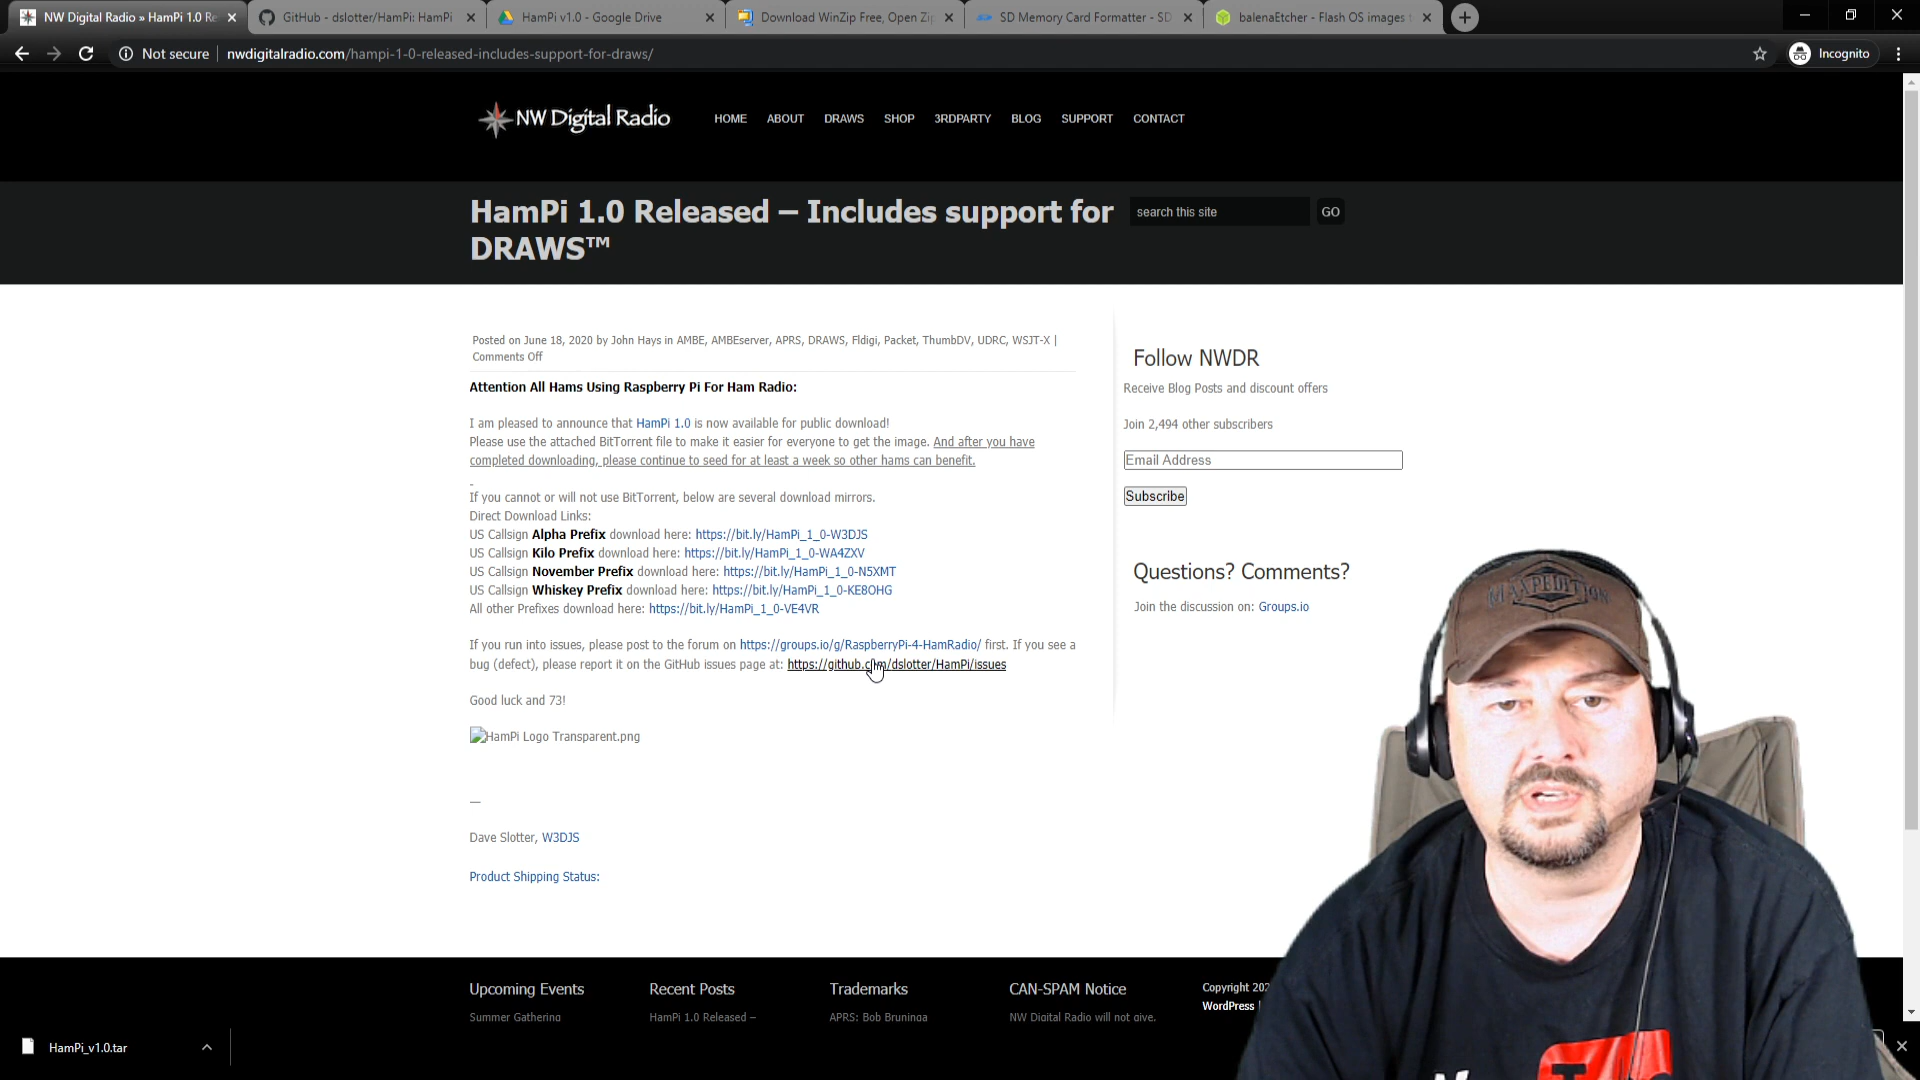 NW Digital Radio » HamPi 1.0 Re
GitHub - dslotter/HamPi: HamPi
HamPi v1.0 - Google Drive
Download WinZip Free, Open Zip
SD Memory Card Formatter - SD
balenaEtcher - Flash OS images
Not secure
nwdigitalradio.com/hampi-1-0-released-includes-support-for-draws/
Incognito
NW Digital Radio
HOME
ABOUT
DRAWS
SHOP
3RDPARTY
BLOG
SUPPORT
CONTACT
HamPi 1.0 Released – Includes support for
DRAWS™
search this site
GO
Posted on June 18, 2020 by John Hays in AMBE, AMBEserver, APRS, DRAWS, Fldigi, Packet, ThumbDV, UDRC, WSJT-X |
Comments Off
Attention All Hams Using Raspberry Pi For Ham Radio:
I am pleased to announce that HamPi 1.0 is now available for public download!
Please use the attached BitTorrent file to make it easier for everyone to get the image. And after you have
completed downloading, please continue to seed for at least a week so other hams can benefit.
If you cannot or will not use BitTorrent, below are several download mirrors.
Direct Download Links:
US Callsign Alpha Prefix download here: https://bit.ly/HamPi_1_0-W3DJS
US Callsign Kilo Prefix download here: https://bit.ly/HamPi_1_0-WA4ZXV
US Callsign November Prefix download here: https://bit.ly/HamPi_1_0-N5XMT
US Callsign Whiskey Prefix download here: https://bit.ly/HamPi_1_0-KE8OHG
All other Prefixes download here: https://bit.ly/HamPi_1_0-VE4VR
If you run into issues, please post to the forum on https://groups.io/g/RaspberryPi-4-HamRadio/ first. If you see a
bug (defect), please report it on the GitHub issues page at: https://github.com/dslotter/HamPi/issues
Good luck and 73!
HamPi Logo Transparent.png
—
Dave Slotter, W3DJS
Product Shipping Status:
Follow NWDR
Receive Blog Posts and discount offers
Join 2,494 other subscribers
Email Address
Subscribe
Questions? Comments?
Join the discussion on: Groups.io
MAXPEDITION
Upcoming Events
Summer Gathering
Recent Posts
HamPi 1.0 Released –
Trademarks
APRS: Bob Bruninga
CAN-SPAM Notice
NW Digital Radio will not give,
Copyright 202
WordPress |
HamPi_v1.0.tar